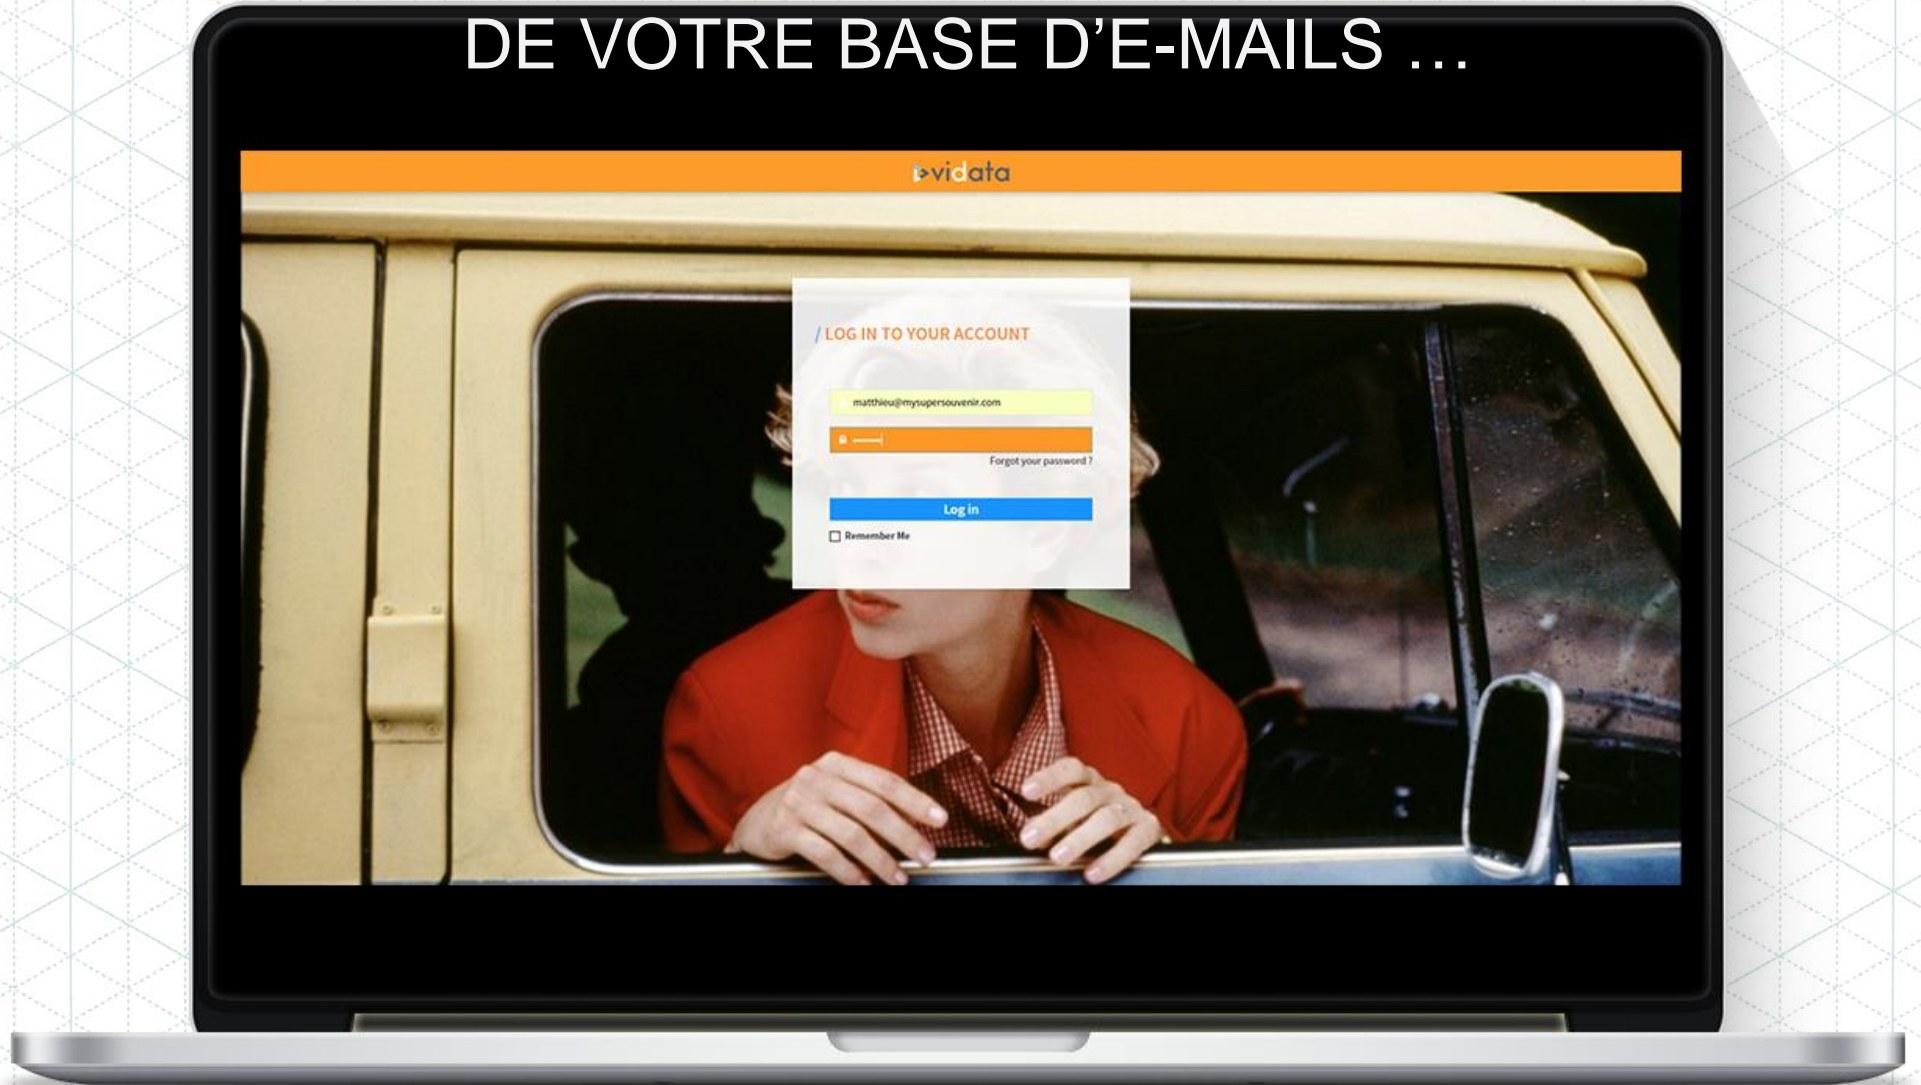 DE VOTRE BASE D’E-MAILS …
vidata
/ LOG IN TO YOUR ACCOUNT
matthieu@mysupersouvenir.com
Forgot your password ?
Log in
Remember Me